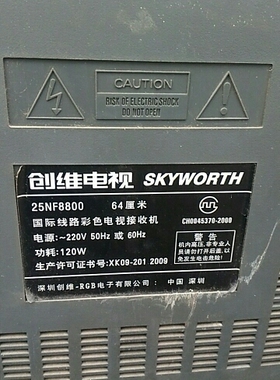 CAUTION
RISK OF ELECTRIC SHOCK
DO NOT OPEN
创维电视 SKYWORTH
25NF8800 64厘米
国际线路彩色电视接收机
CH0045370-2000
电源:~220V 50Hz 或 60Hz
功耗:120W
生产许可证书号:XK09-201 2009
警告
机内高压,非专业人
员请勿打开后盖,以
免发生电击危险!
深圳创维-RGB电子有限公司: 中国 深圳